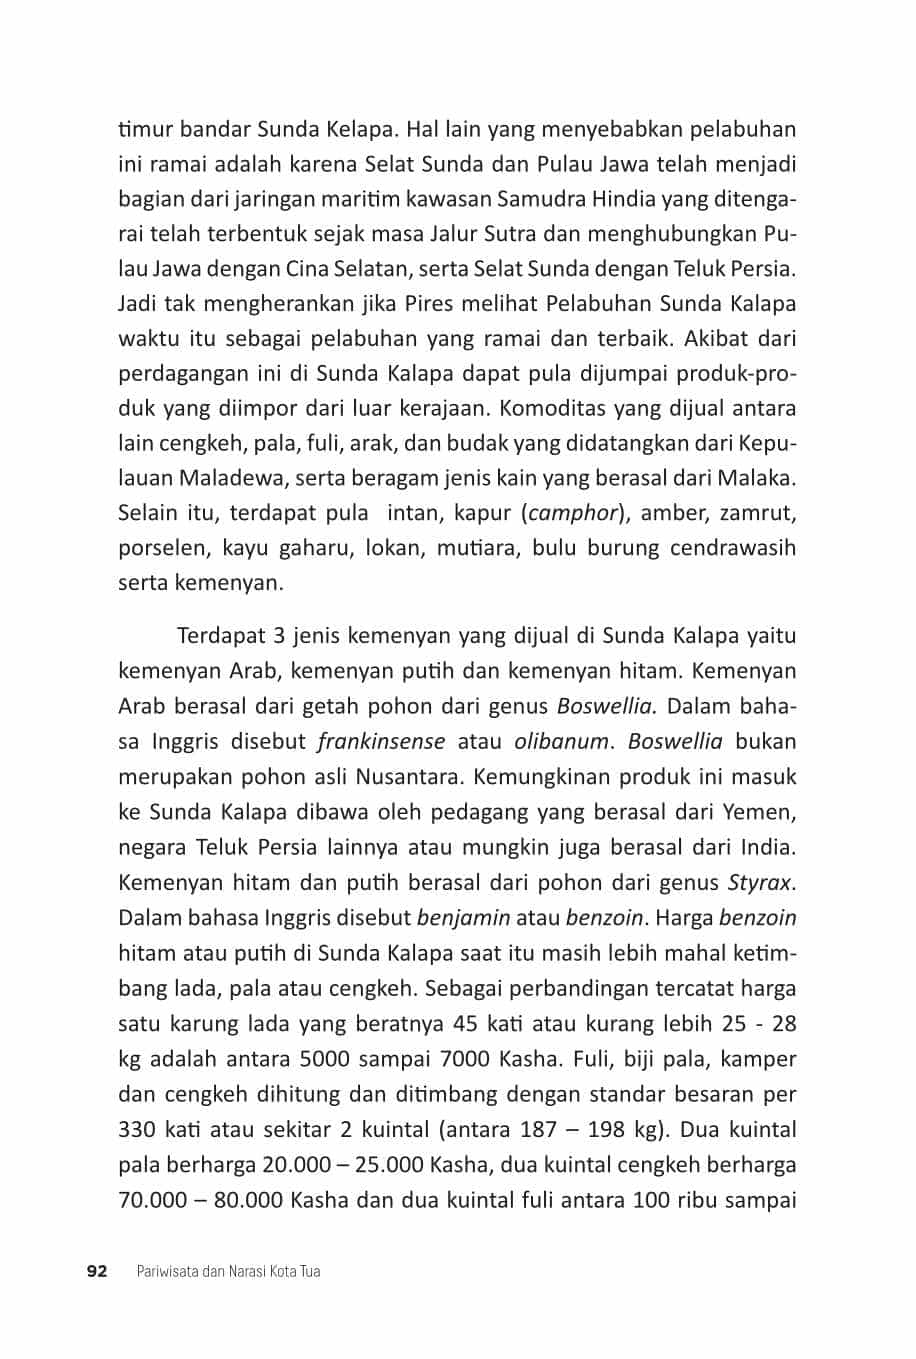 timur bandar Sunda Kelapa. Hal lain yang menyebabkan pelabuhan
ini ramai adalah karena Selat Sunda dan Pulau Jawa telah menjadi
bagian dari jaringan maritim kawasan Samudra Hindia yang ditenga-
rai telah terbentuk sejak masa Jalur Sutra dan menghubungkan Pu-
lau Jawa dengan Cina Selatan, serta Selat Sunda dengan Teluk Persia.
Jadi tak mengherankan jika Pires melihat Pelabuhan Sunda Kalapa
waktu itu sebagai pelabuhan yang ramai dan terbaik. Akibat dari
perdagangan ini di Sunda Kalapa dapat pula dijumpai produk-pro-
duk yang diimpor dari luar kerajaan. Komoditas yang dijual antara
lain cengkeh, pala, fuli, arak, dan budak yang didatangkan dari Kepu-
lauan Maladewa, serta beragam jenis kain yang berasal dari Malaka.
Selain itu, terdapat pula intan, kapur (camphor), amber, zamrut,
porselen, kayu gaharu, lokan, mutiara, bulu burung cendrawasih
serta kemenyan.
Terdapat 3 jenis kemenyan yang dijual di Sunda Kalapa yaitu
kemenyan Arab, kemenyan putih dan kemenyan hitam. Kemenyan
Arab berasal dari getah pohon dari genus Boswellia. Dalam baha-
sa Inggris disebut frankinsense atau olibanum. Boswellia bukan
merupakan pohon asli Nusantara. Kemungkinan produk ini masuk
ke Sunda Kalapa dibawa oleh pedagang yang berasal dari Yemen,
negara Teluk Persia lainnya atau mungkin juga berasal dari India.
Kemenyan hitam dan putih berasal dari pohon dari genus Styrax.
Dalam bahasa Inggris disebut benjamin atau benzoin. Harga benzoin
hitam atau putih di Sunda Kalapa saat itu masih lebih mahal ketim-
bang lada, pala atau cengkeh. Sebagai perbandingan tercatat harga
satu karung lada yang beratnya 45 kati atau kurang lebih 25 - 28
kg adalah antara 5000 sampai 7000 Kasha. Fuli, biji pala, kamper
dan cengkeh dihitung dan ditimbang dengan standar besaran per
330 kati atau sekitar 2 kuintal (antara 187 – 198 kg). Dua kuintal
pala berharga 20.000 – 25.000 Kasha, dua kuintal cengkeh berharga
70.000 – 80.000 Kasha dan dua kuintal fuli antara 100 ribu sampai
92 Pariwisata dan Narasi Kota Tua